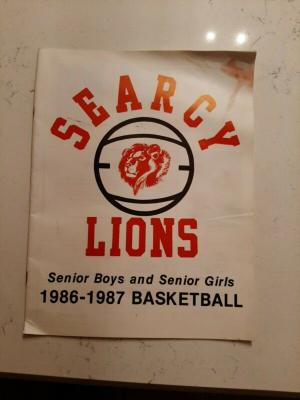 SEARCY
LIONS
Senior Boys and Senior Girls
1986-1987 BASKETBALL